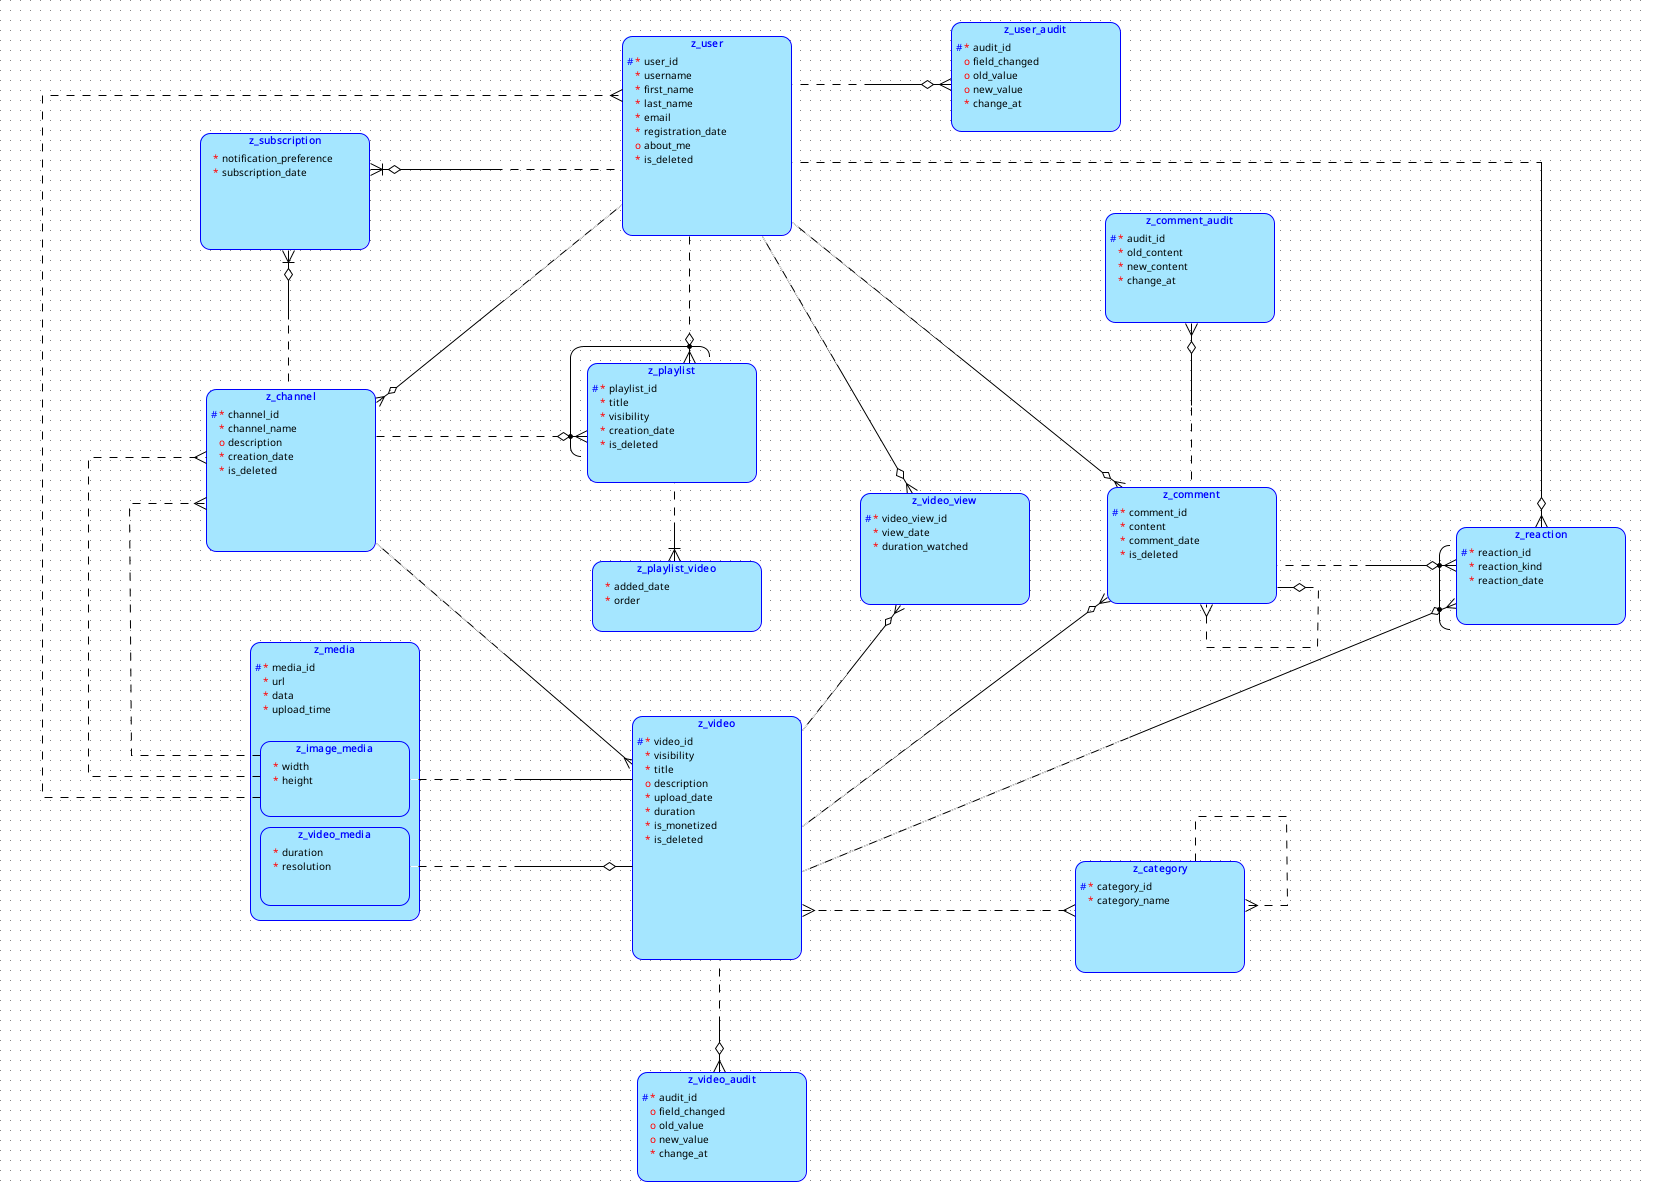 z_user
# * user_id
* username
* first_name
* last_name
* email
* registration_date
o about_me
* is_deleted
z_user_audit
# * audit_id
o field_changed
o old_value
o new_value
* change_at
z_subscription
* notification_preference
* subscription_date
z_comment_audit
# * audit_id
* old_content
* new_content
* change_at
z_channel
# * channel_id
* channel_name
o description
* creation_date
* is_deleted
z_playlist
# * playlist_id
* title
* visibility
* creation_date
* is_deleted
z_video_view
# * video_view_id
* view_date
* duration_watched
z_comment
# * comment_id
* content
* comment_date
* is_deleted
z_reaction
# * reaction_id
* reaction_kind
* reaction_date
z_playlist_video
* added_date
* order
z_media
# * media_id
* url
* data
* upload_time
z_image_media
* width
* height
z_video_media
* duration
* resolution
z_video
# * video_id
* visibility
* title
o description
* upload_date
* duration
* is_monetized
* is_deleted
z_category
# * category_id
* category_name
z_video_audit
# * audit_id
o field_changed
o old_value
o new_value
* change_at